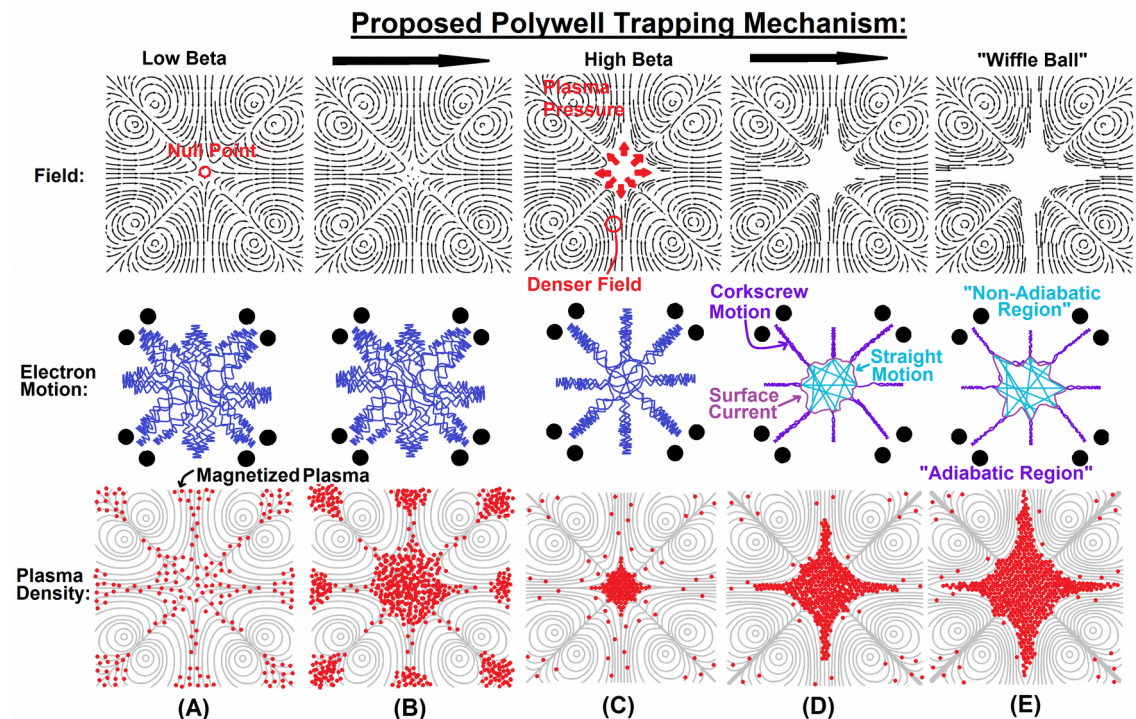 Proposed Polywell Trapping Mechanism:
Low Beta
High Beta
"Wiffle Ball"
Field:
Null Point
Plasma
Pressure
Denser Field
Electron
Motion:
Corkscrew
Motion
Straight
Motion
Surface
Current
"Non-Adiabatic
Region"
"Adiabatic Region"
Magnetized Plasma
Plasma
Density:
(A)
(B)
(C)
(D)
(E)